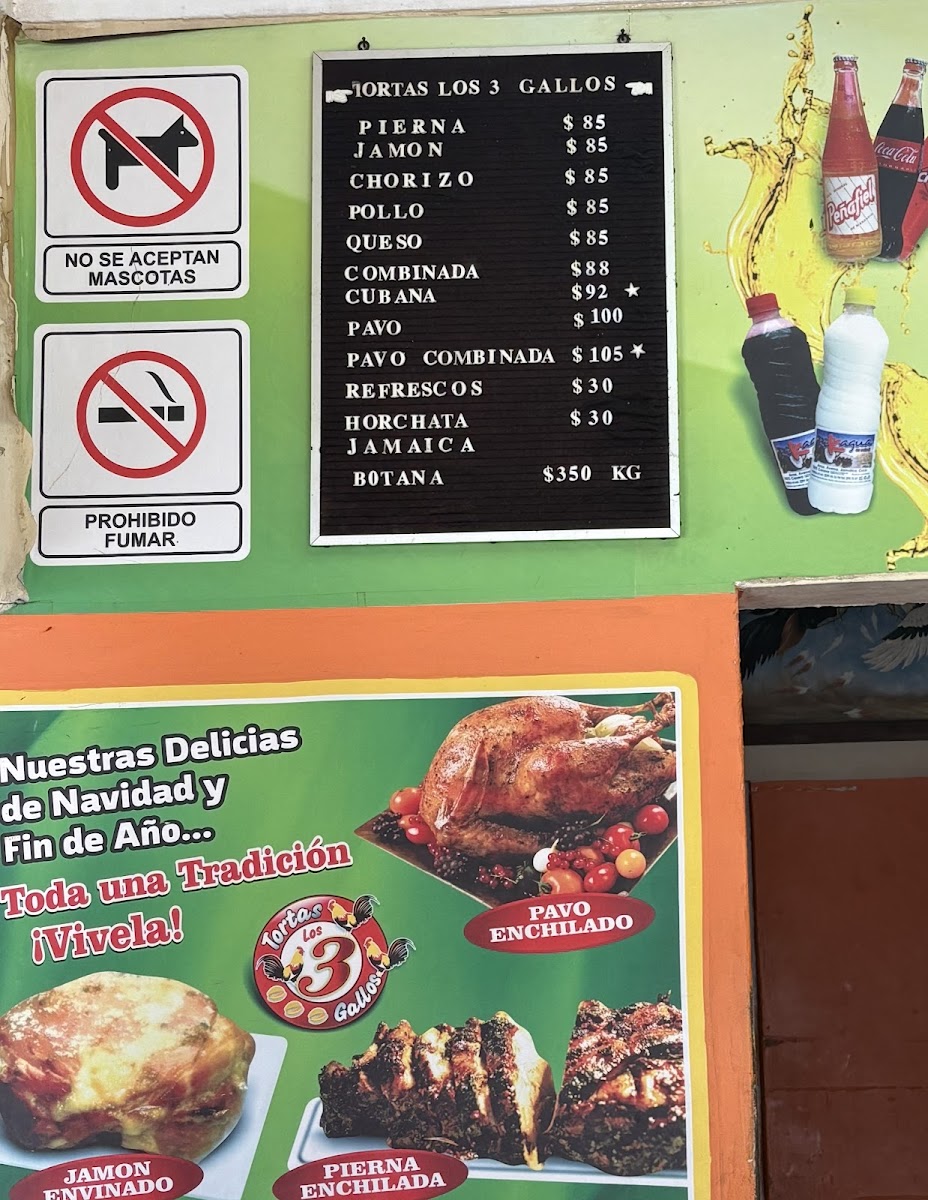 NO SE ACEPTAN
MASCOTAS
PROHIBIDO
FUMAR
TORTAS LOS 3 GALLOS
PIERNA $ 85
JAMON $ 85
CHORIZO $ 85
POLLO $ 85
QUESO $ 85
COMBINADA $88
CUBANA $92
PAVO $ 100
PAVO COMBINADA $ 105
REFRESCOS $ 30
HORCHATA $ 30
JAMAICA
B0TANA $350 KG
Peñafiel
Coca-Cola
agua
Nuestras Delicias
de Navidad y
Fin de Año...
Toda una Tradición
¡Vivela!
Tortas
Los
3
Gallos
PAVO
ENCHILADO
JAMON
ENVINADO
PIERNA
ENCHILADA